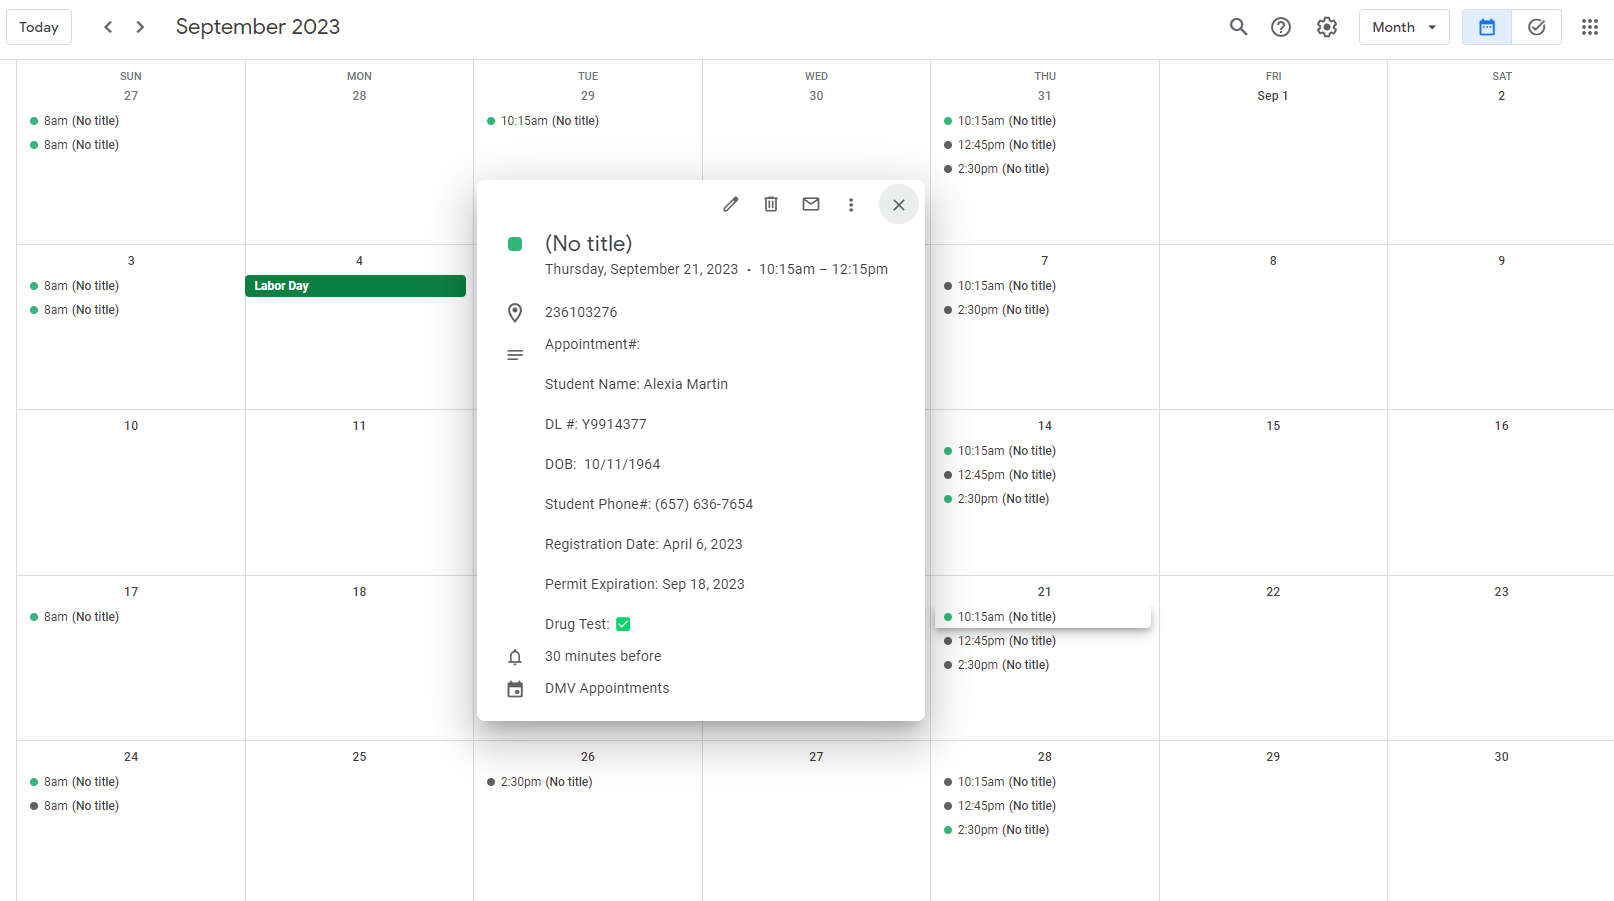 Today
September 2023
Month
SUN
MON
TUE
WED
THU
FRI
SAT
27
28
29
30
31
Sep 1
2
8am (No title)
8am (No title)
10:15am (No title)
10:15am (No title)
12:45pm (No title)
2:30pm (No title)
3
4
7
8
9
8am (No title)
8am (No title)
Labor Day
10:15am (No title)
2:30pm (No title)
10
11
14
15
16
10:15am (No title)
12:45pm (No title)
2:30pm (No title)
17
18
21
22
23
8am (No title)
10:15am (No title)
12:45pm (No title)
2:30pm (No title)
24
25
26
27
28
29
30
8am (No title)
8am (No title)
2:30pm (No title)
10:15am (No title)
12:45pm (No title)
2:30pm (No title)
(No title)
Thursday, September 21, 2023 • 10:15am – 12:15pm
236103276
Appointment#:
Student Name: Alexia Martin
DL #: Y9914377
DOB: 10/11/1964
Student Phone#: (657) 636-7654
Registration Date: April 6, 2023
Permit Expiration: Sep 18, 2023
Drug Test: ✅
30 minutes before
DMV Appointments